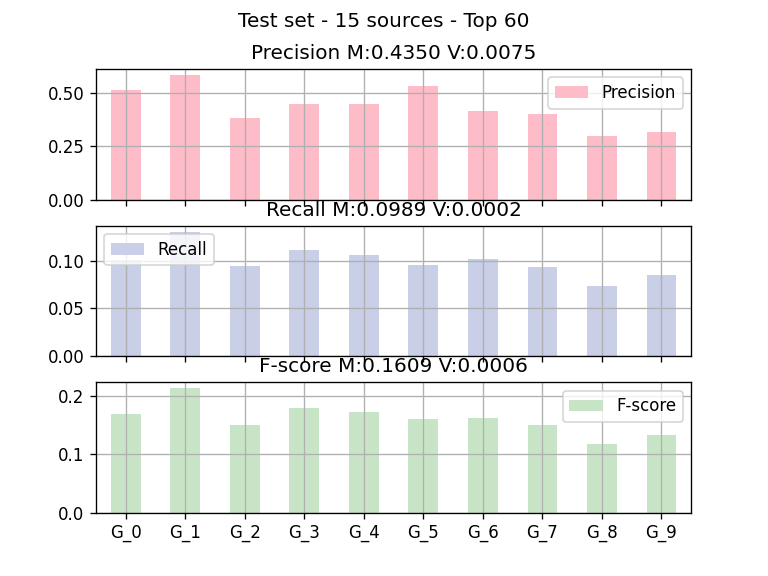 Test set - 15 sources - Top 60
Precision M:0.4350 V:0.0075
0.50
0.25
0.00
Precision
Recall M:0.0989 V:0.0002
0.10
0.05
0.00
Recall
F-score M:0.1609 V:0.0006
0.2
0.1
0.0
F-score
G_0 G_1 G_2 G_3 G_4 G_5 G_6 G_7 G_8 G_9